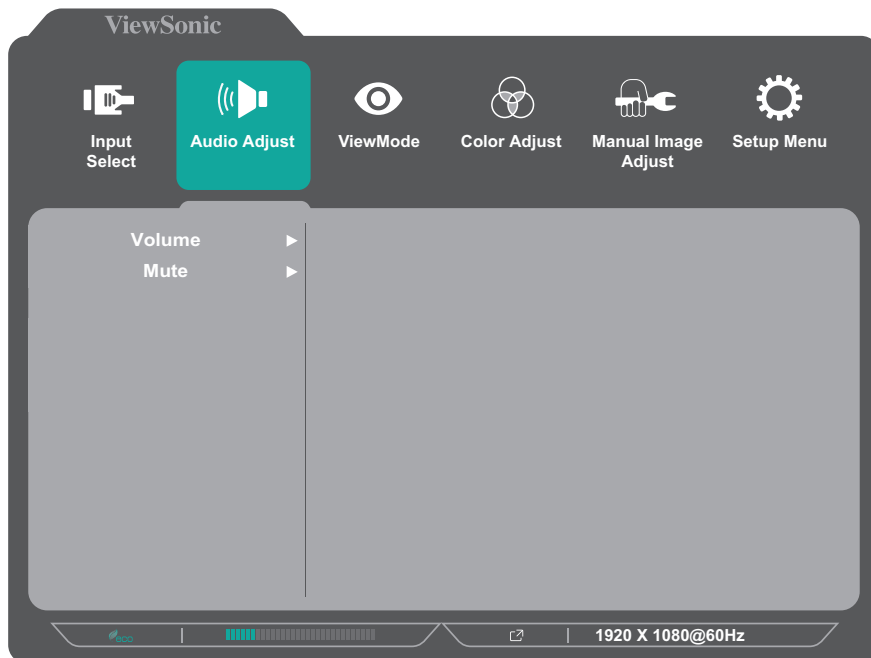 ViewSonic
Input
Select
Audio Adjust
ViewMode
Color Adjust
Manual Image
Adjust
Setup Menu
Volume
Mute
eco
1920 X 1080@60Hz